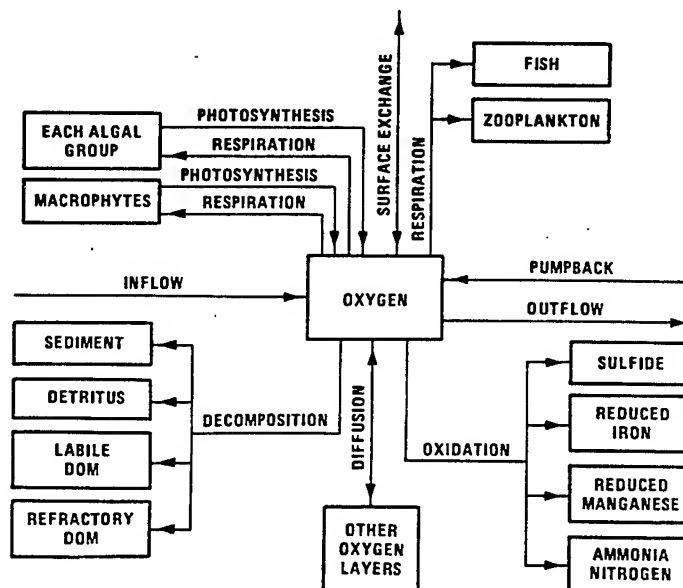 FISH
ZOOPLANKTON
SURFACE EXCHANGE
RESPIRATION
PHOTOSYNTHESIS
EACH ALGAL
GROUP
RESPIRATION
PHOTOSYNTHESIS
MACROPHYTES
RESPIRATION
INFLOW
OXYGEN
PUMPBACK
OUTFLOW
SEDIMENT
DETRITUS
LABILE
DOM
REFRACTORY
DOM
DECOMPOSITION
DIFFUSION
OTHER
OXYGEN
LAYERS
OXIDATION
SULFIDE
REDUCED
IRON
REDUCED
MANGANESE
AMMONIA
NITROGEN